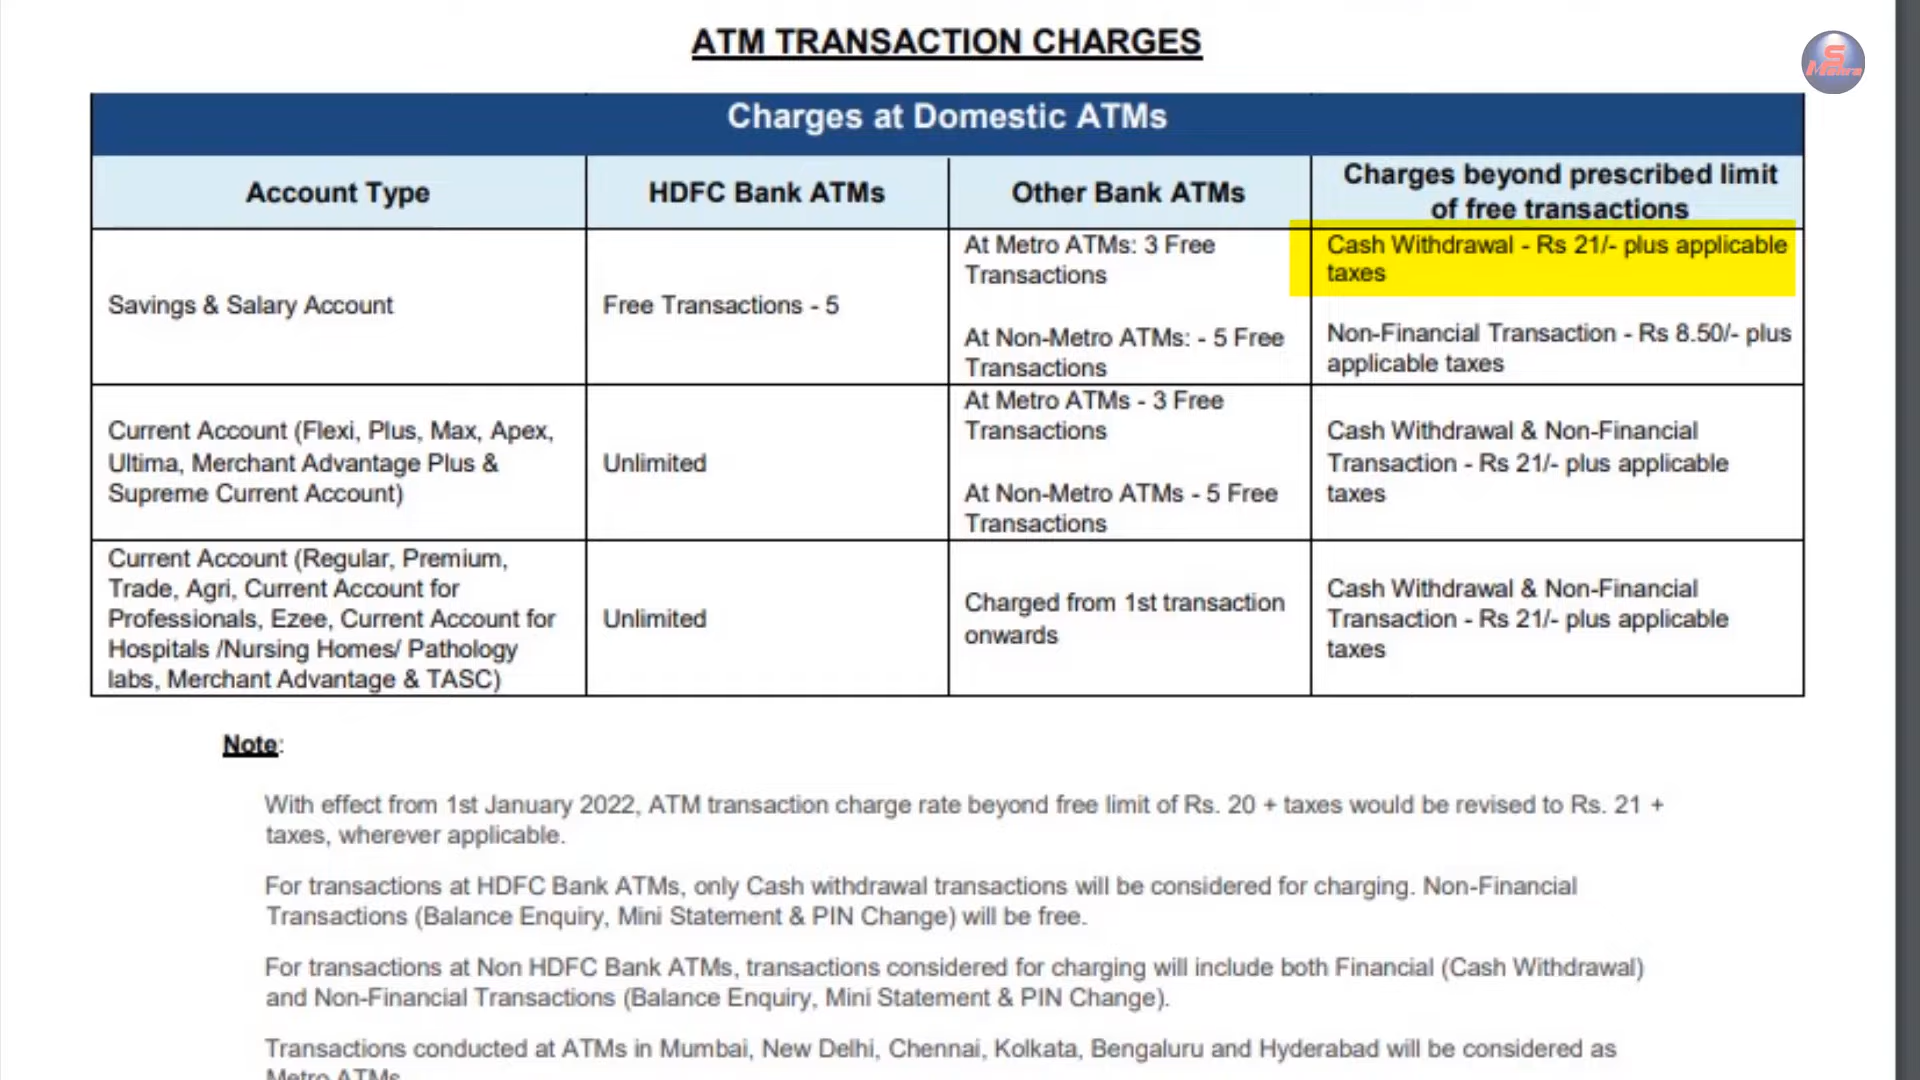 ATM TRANSACTION CHARGES
S
Charges at Domestic ATMs
Account Type
HDFC Bank ATMs
Other Bank ATMs
Charges beyond prescribed limit
of free transactions
Savings & Salary Account
Free Transactions - 5
At Metro ATMs: 3 Free
Transactions
At Non-Metro ATMs: - 5 Free
Transactions
Cash Withdrawal - Rs 21/- plus applicable
taxes
Non-Financial Transaction - Rs 8.50/- plus
applicable taxes
Current Account (Flexi, Plus, Max, Apex,
Ultima, Merchant Advantage Plus &
Supreme Current Account)
Unlimited
At Metro ATMs - 3 Free
Transactions
At Non-Metro ATMs - 5 Free
Transactions
Cash Withdrawal & Non-Financial
Transaction - Rs 21/- plus applicable
taxes
Current Account (Regular, Premium,
Trade, Agri, Current Account for
Professionals, Ezee, Current Account for
Hospitals /Nursing Homes/ Pathology
labs, Merchant Advantage & TASC)
Unlimited
Charged from 1st transaction
onwards
Cash Withdrawal & Non-Financial
Transaction - Rs 21/- plus applicable
taxes
Note:
With effect from 1st January 2022, ATM transaction charge rate beyond free limit of Rs. 20 + taxes would be revised to Rs. 21 +
taxes, wherever applicable.
For transactions at HDFC Bank ATMs, only Cash withdrawal transactions will be considered for charging. Non-Financial
Transactions (Balance Enquiry, Mini Statement & PIN Change) will be free.
For transactions at Non HDFC Bank ATMs, transactions considered for charging will include both Financial (Cash Withdrawal)
and Non-Financial Transactions (Balance Enquiry, Mini Statement & PIN Change).
Transactions conducted at ATMs in Mumbai, New Delhi, Chennai, Kolkata, Bengaluru and Hyderabad will be considered as
Metro ATMs